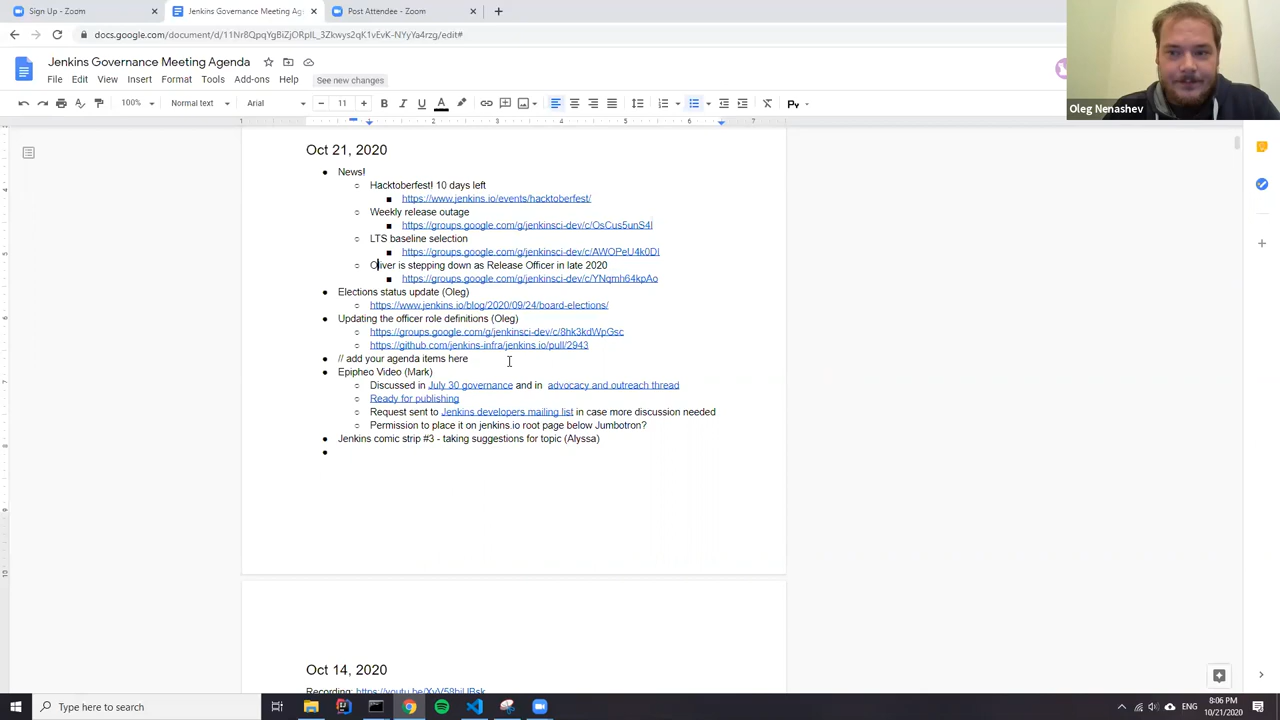 Sign Up - Zoom
Jenkins Governance Meeting Age
Post Attendee - Zoom
docs.google.com/document/d/11Nr8QpqYgBiZjORplL_3Zkwys2qK1vEvK-NYyYa4rzg/edit#
Jenkins Governance Meeting Agenda
File Edit View Insert Format Tools Add-ons Help See new changes
100% Normal text Arial 11
Oleg Nenashev
Oct 21, 2020
News!
Hacktoberfest! 10 days left
https://www.jenkins.io/events/hacktoberfest/
Weekly release outage
https://groups.google.com/g/jenkinsci-dev/c/OsCus5unS4I
LTS baseline selection
https://groups.google.com/g/jenkinsci-dev/c/AWOPeU4k0DI
Oliver is stepping down as Release Officer in late 2020
https://groups.google.com/g/jenkinsci-dev/c/YNqmh64kpAo
Elections status update (Oleg)
https://www.jenkins.io/blog/2020/09/24/board-elections/
Updating the officer role definitions (Oleg)
https://groups.google.com/g/jenkinsci-dev/c/8hk3kdWpGsc
https://github.com/jenkins-infra/jenkins.io/pull/2943
// add your agenda items here
Epipheo Video (Mark)
Discussed in July 30 governance and in advocacy and outreach thread
Ready for publishing
Request sent to Jenkins developers mailing list in case more discussion needed
Permission to place it on jenkins.io root page below Jumbotron?
Jenkins comic strip #3 - taking suggestions for topic (Alyssa)
Oct 14, 2020
Recording: https://youtu.be/XvV58hiUBsk
Type here to search
ENG
8:06 PM
10/21/2020